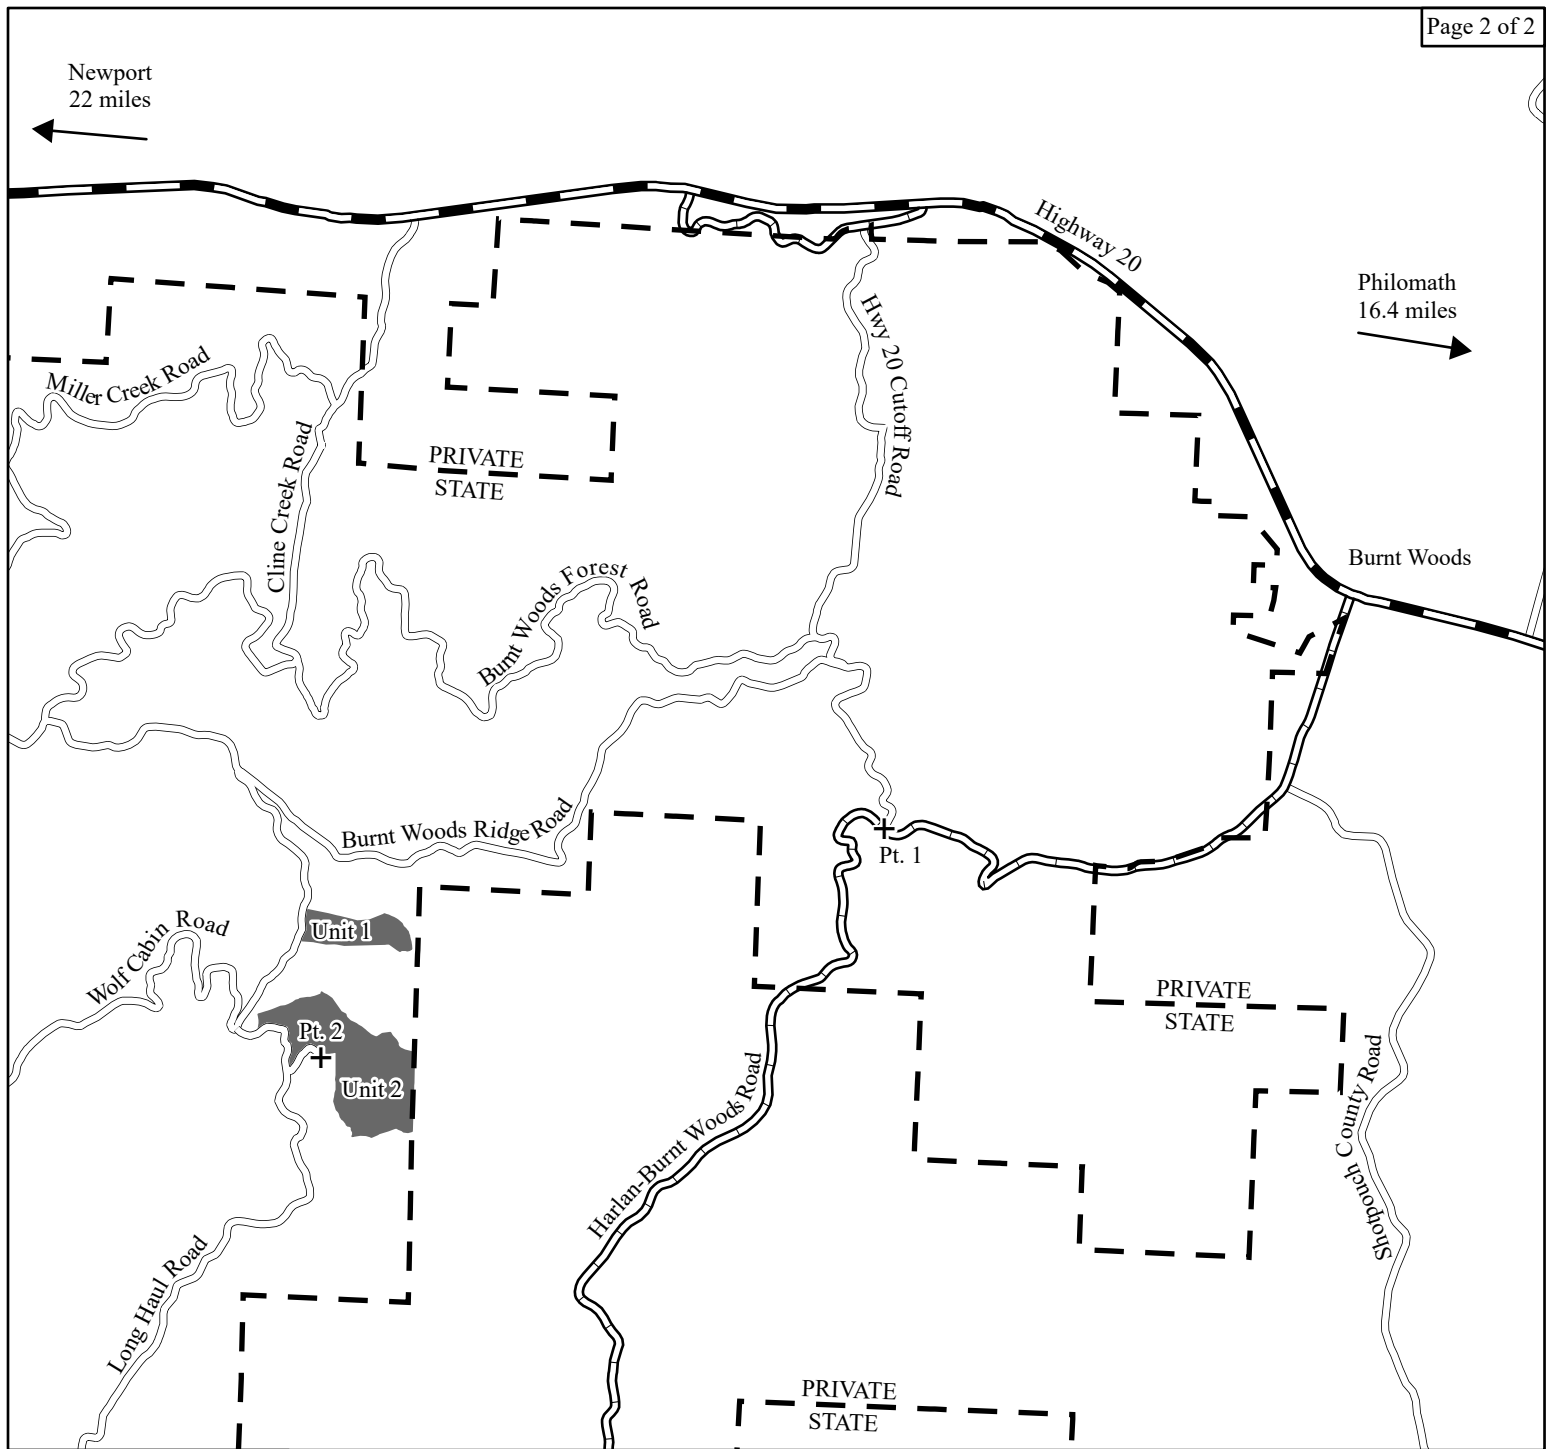 Page 2 of 2
Newport
22 miles
Highway 20
Philomath
16.4 miles
Hwy 20 Cutoff Road
Miller Creek Road
Cline Creek Road
PRIVATE
STATE
Burnt Woods
Burnt Woods Forest Road
Burnt Woods Ridge Road
Pt. 1
Wolf Cabin Road
Unit 1
PRIVATE
STATE
Pt. 2
Unit 2
Harlan-Burnt Woods Road
Shotpouch County Road
Long Haul Road
PRIVATE
STATE